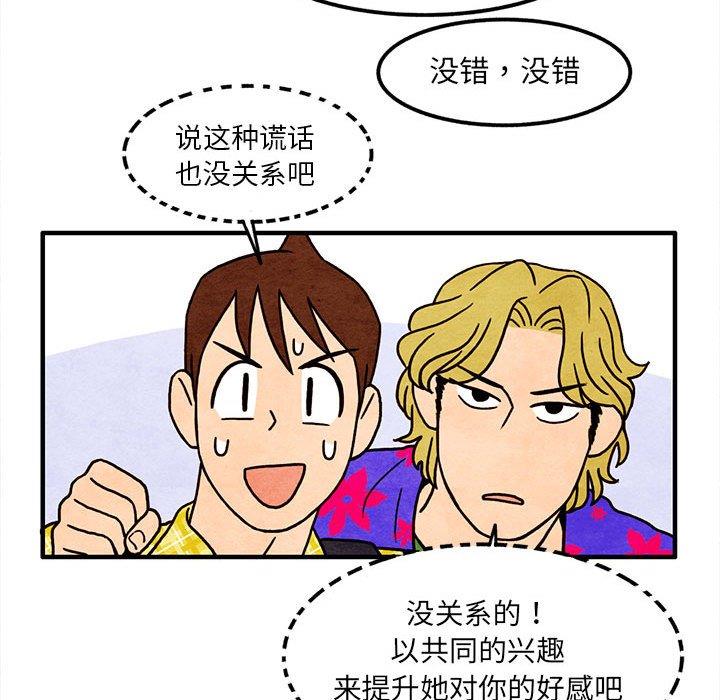 没错，没错
说这种谎话
也没关系吧
没关系的！
以共同的兴趣
来提升她对你的好感吧